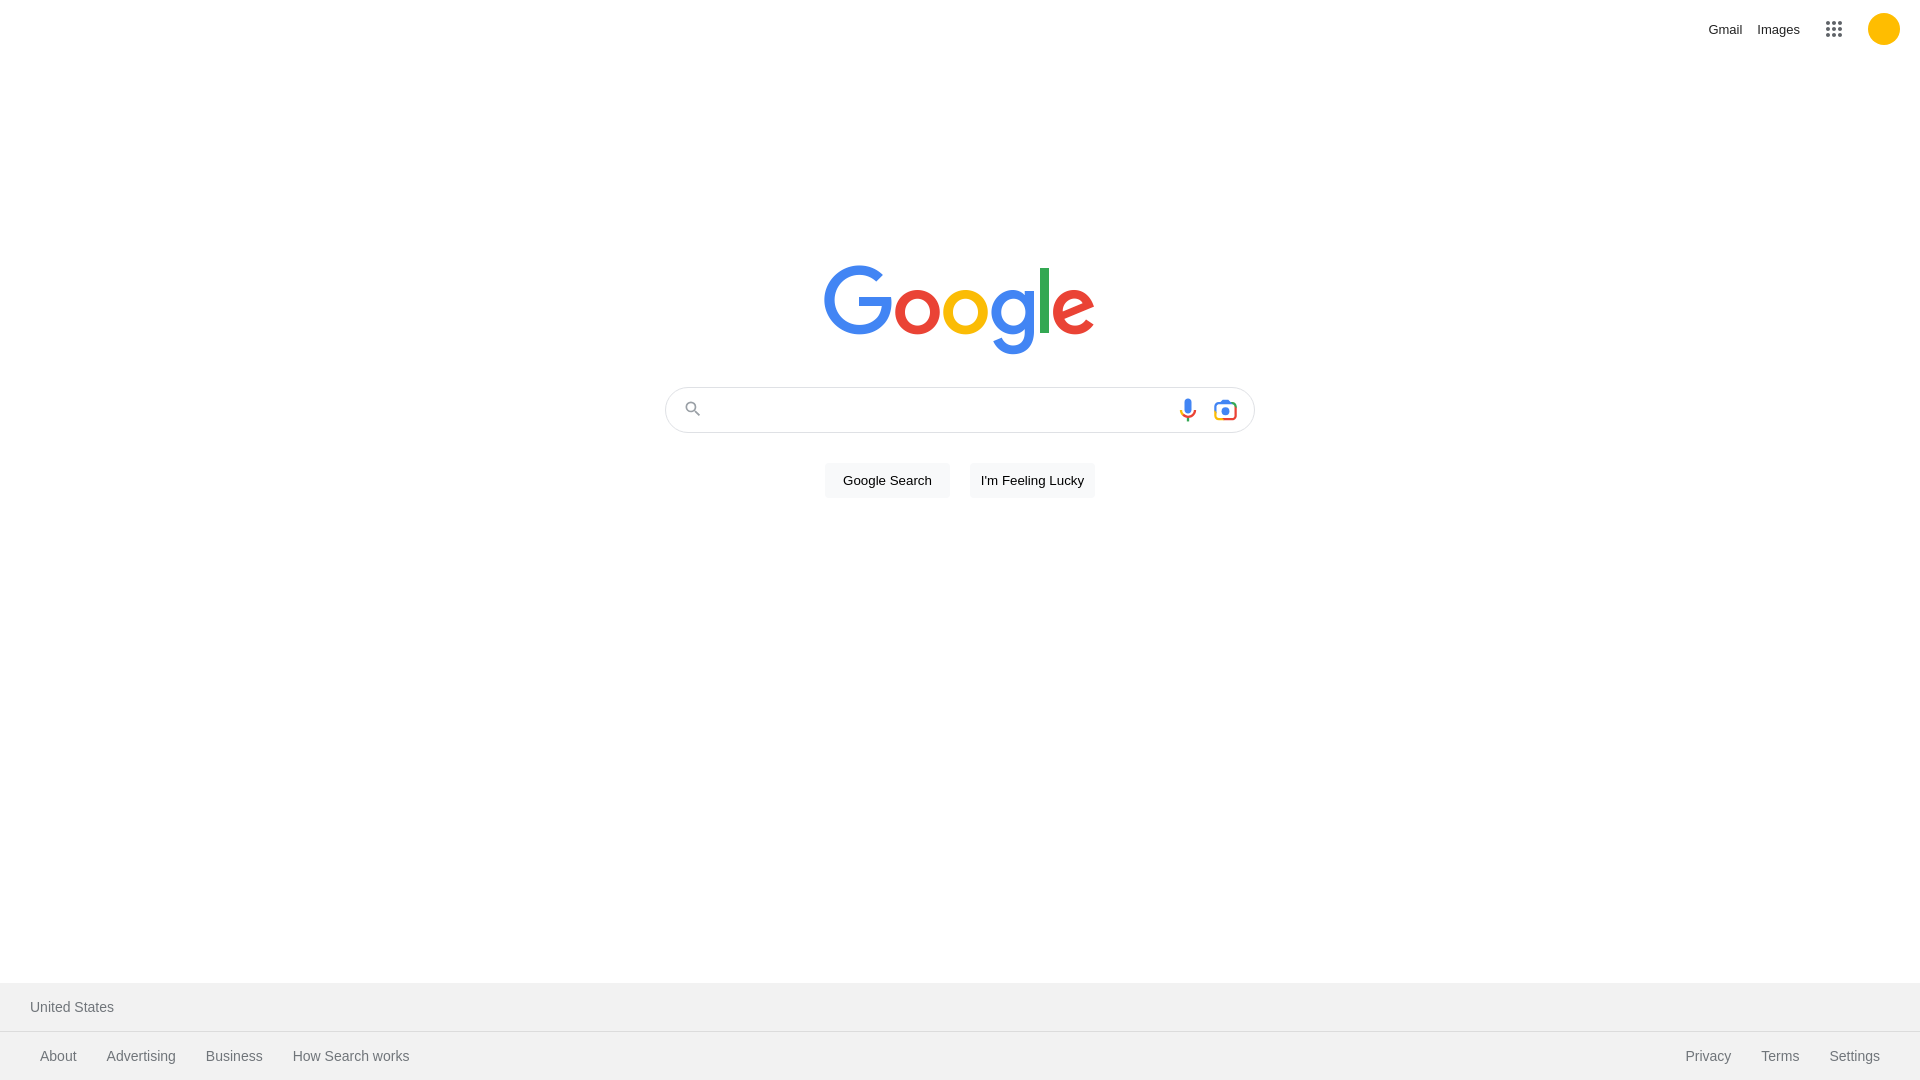 Gmail Images
Google
Google Search I'm Feeling Lucky
United States
About Advertising Business How Search works Privacy Terms Settings